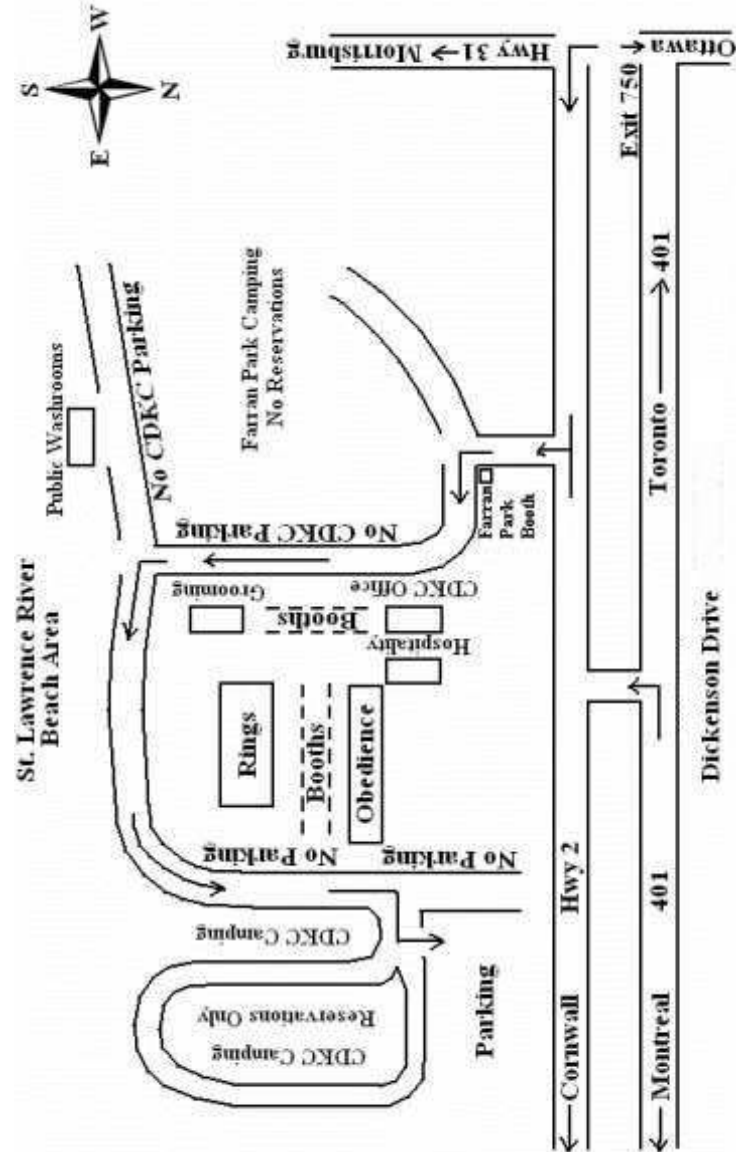 S
W
E
N
Morrisburg ← Hwy 31
Ottawa
Exit 750
Public Washrooms
No CDKC Parking
Farran Park Camping
No Reservations
Toronto → 401
St. Lawrence River
Beach Area
No CDKC Parking
Farran
Park
Booth
Grooming
Booths
CDKC Office
Hospitality
Rings
Booths
Obedience
No Parking
No Parking
Dickenson Drive
CDKC Camping
Reservations Only
CDKC Camping
Parking
Cornwall
Hwy 2
Montreal
401